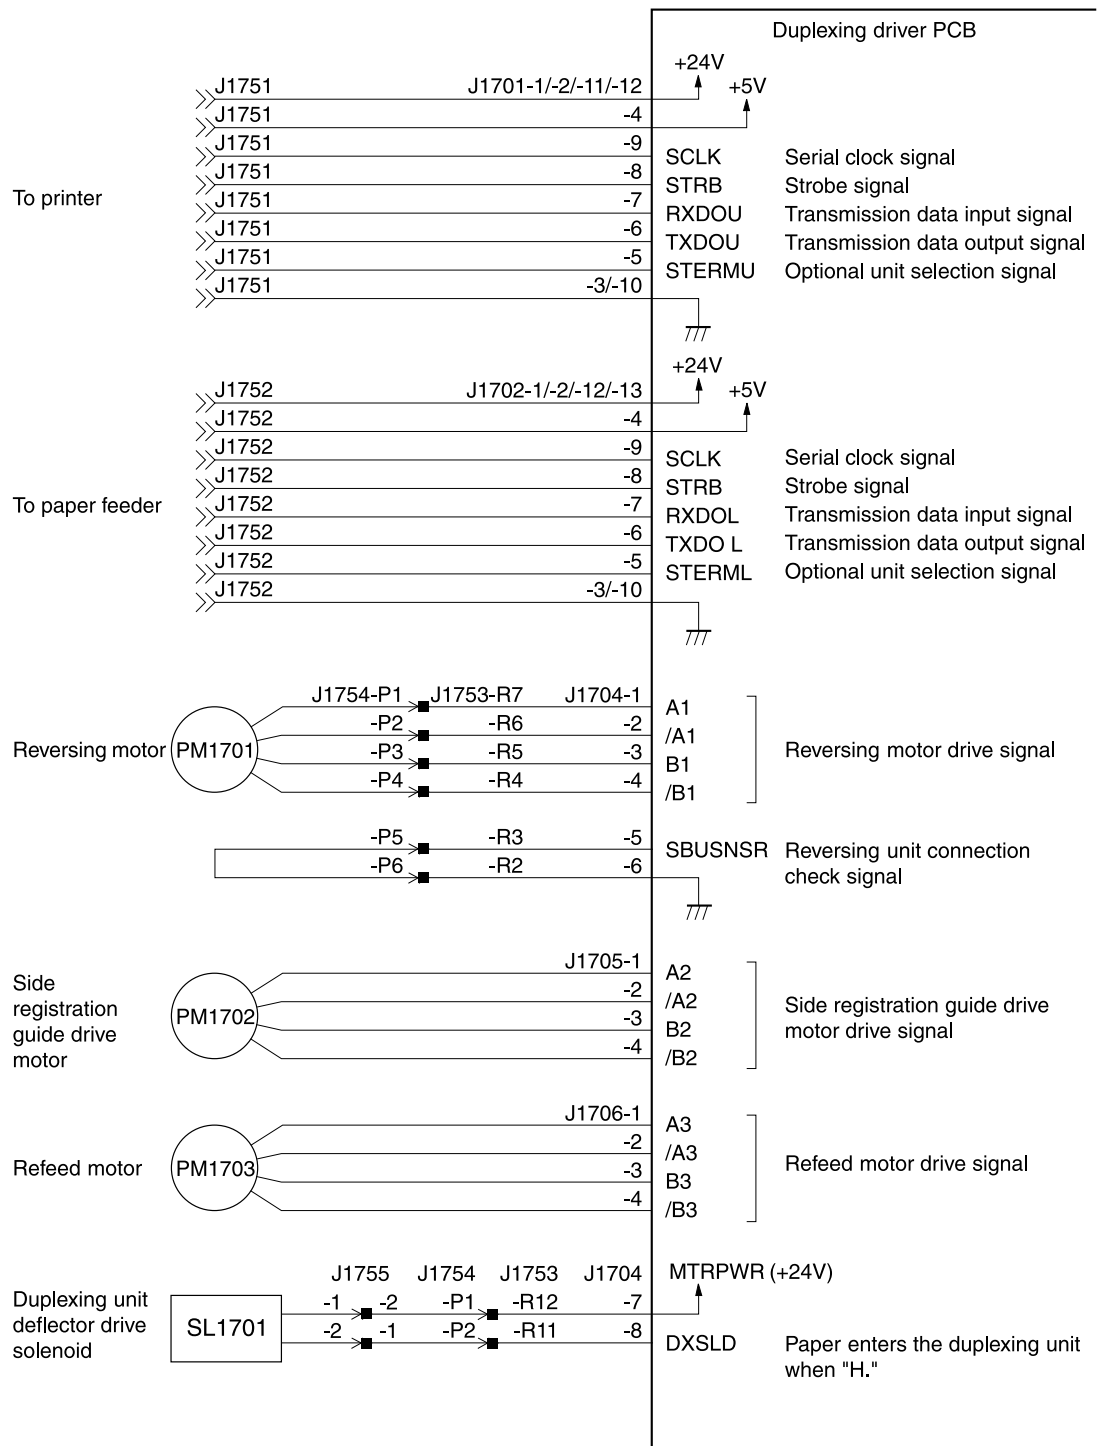 Duplexing driver PCB
+24V
J1751 J1701-1/-2/-11/-12 +5V
J1751 -4
J1751 -9 SCLK Serial clock signal
J1751 -8 STRB Strobe signal
To printer
J1751 -7 RXDOU Transmission data input signal
J1751 -6 TXDOU Transmission data output signal
J1751 -5 STERMU Optional unit selection signal
J1751 -3/-10
+24V
J1752 J1702-1/-2/-12/-13 +5V
J1752 -4
J1752 -9 SCLK Serial clock signal
J1752 -8 STRB Strobe signal
To paper feeder
J1752 -7 RXDOL Transmission data input signal
J1752 -6 TXDO L Transmission data output signal
J1752 -5 STERML Optional unit selection signal
J1752 -3/-10
J1754-P1 J1753-R7 J1704-1 A1
-P2 -R6 -2 /A1
Reversing motor PM1701 -P3 -R5 -3 B1 Reversing motor drive signal
-P4 -R4 -4 /B1
-P5 -R3 -5 SBUSNSR Reversing unit connection
-P6 -R2 -6 check signal
J1705-1 A2
Side
registration
guide drive
motor
PM1702
-2 /A2
-3 B2
-4 /B2
Side registration guide drive
motor drive signal
J1706-1 A3
-2 /A3
Refeed motor PM1703 -3 B3 Refeed motor drive signal
-4 /B3
J1755 J1754 J1753 J1704 MTRPWR (+24V)
Duplexing unit
deflector drive
solenoid
SL1701
-1 -2 -P1 -R12 -7
-2 -1 -P2 -R11 -8 DXSLD Paper enters the duplexing unit
when "H."